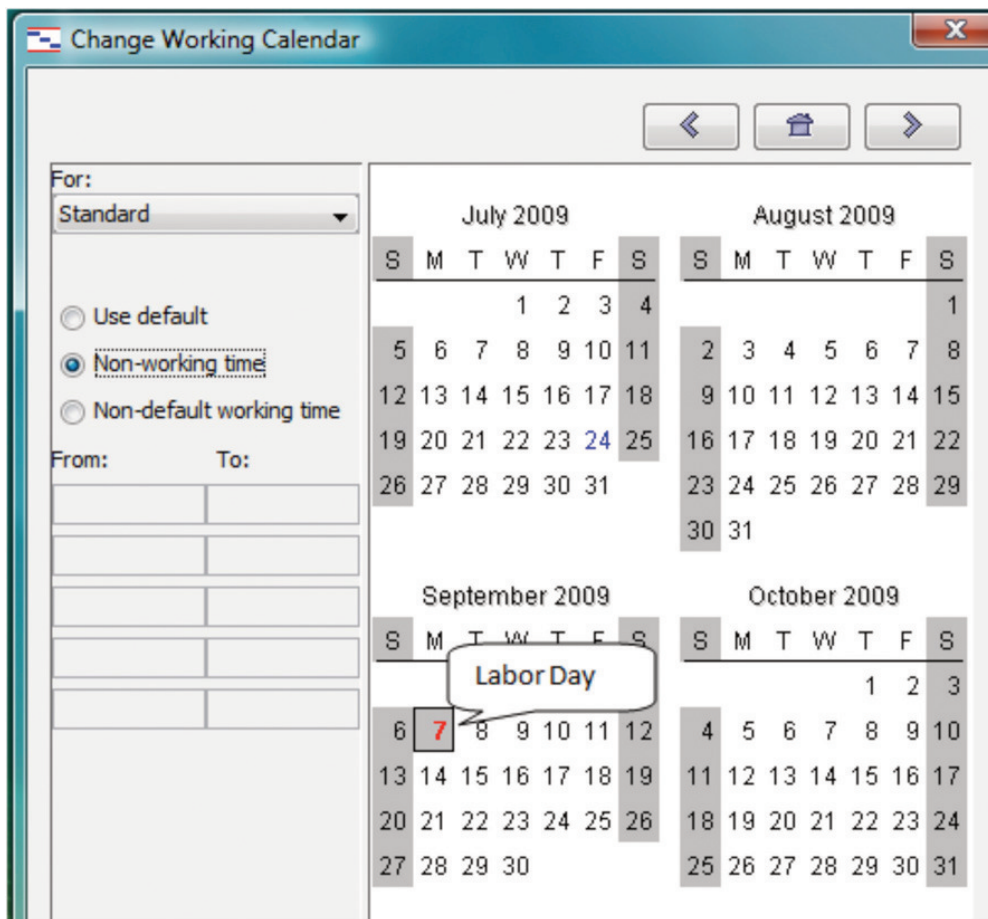 Change Working Calendar
X
For:
Standard
Use default
Non-working time
Non-default working time
From: To:
July 2009
S M T W T F S
1 2 3 4
5 6 7 8 9 10 11
12 13 14 15 16 17 18
19 20 21 22 23 24 25
26 27 28 29 30 31
August 2009
S M T W T F S
1
2 3 4 5 6 7 8
9 10 11 12 13 14 15
16 17 18 19 20 21 22
23 24 25 26 27 28 29
30 31
September 2009
S M T W T F S
Labor Day
6 7 8 9 10 11 12
13 14 15 16 17 18 19
20 21 22 23 24 25 26
27 28 29 30
October 2009
S M T W T F S
1 2 3
4 5 6 7 8 9 10
11 12 13 14 15 16 17
18 19 20 21 22 23 24
25 26 27 28 29 30 31